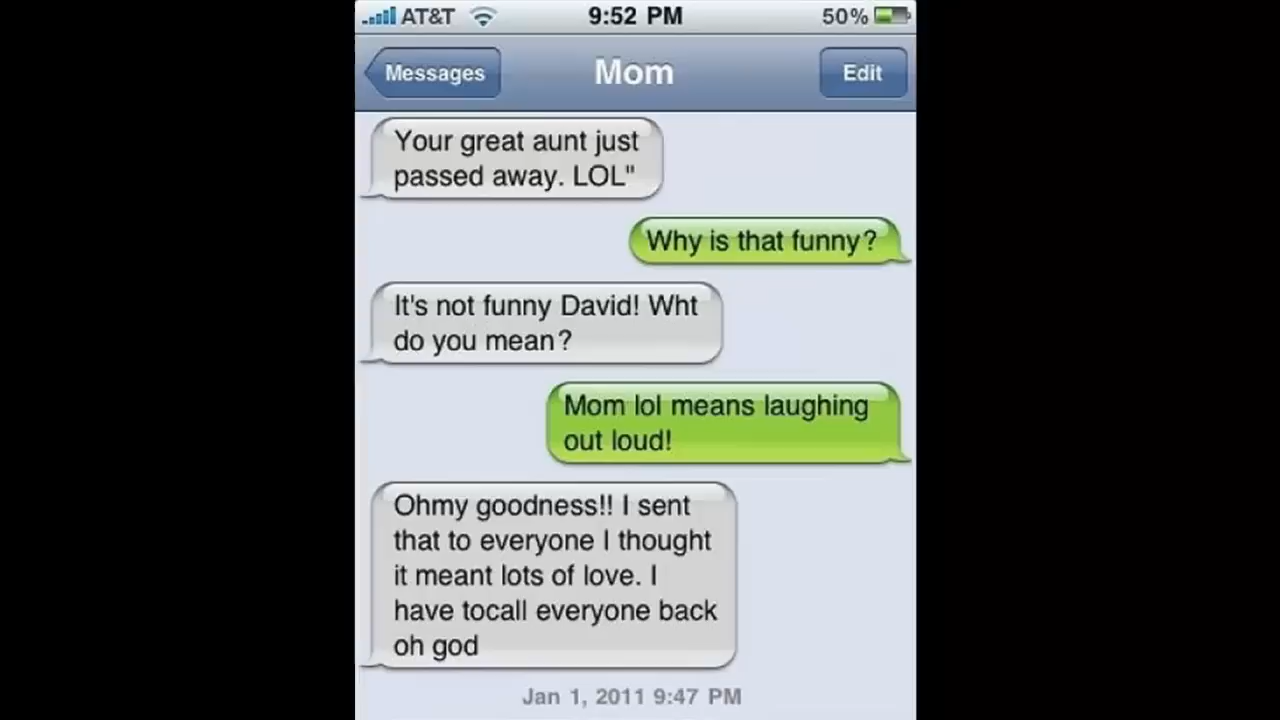 AT&T 9:52 PM 50%
Messages Mom Edit
Your great aunt just
passed away. LOL"
Why is that funny?
It's not funny David! Wht
do you mean?
Mom lol means laughing
out loud!
Ohmy goodness!! I sent
that to everyone I thought
it meant lots of love. I
have tocall everyone back
oh god
Jan 1, 2011 9:47 PM